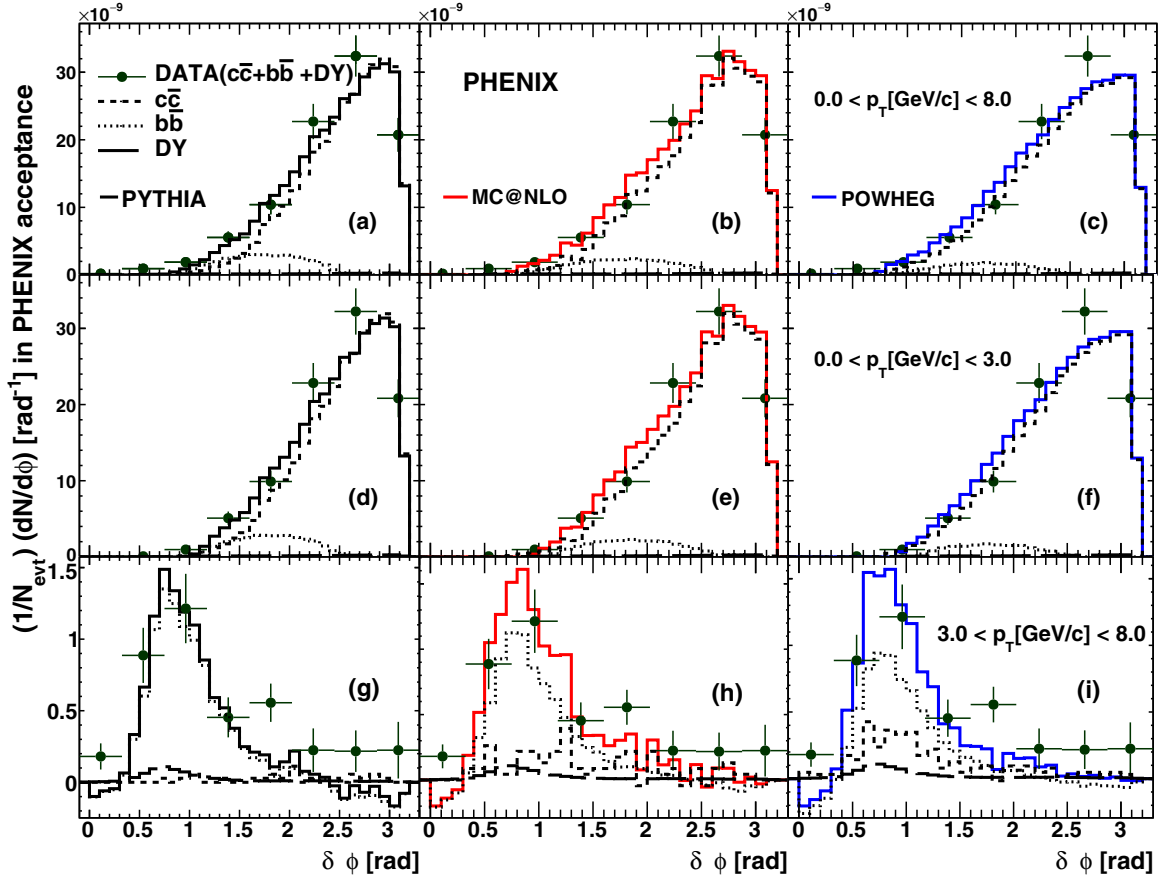 ×10⁻⁹ ×10⁻⁹ ×10⁻⁹
(1/N_evt) (dN/dφ) [rad⁻¹] in PHENIX acceptance
30
20
10
0
DATA(cc̄+bb̄ +DY)
cc̄
bb̄
DY
PYTHIA
(a)
PHENIX
MC@NLO
(b)
0.0 < p_T[GeV/c] < 8.0
POWHEG
(c)
30
20
10
0
(d)
(e)
0.0 < p_T[GeV/c] < 3.0
(f)
1.5
1
0.5
0
(g)
(h)
3.0 < p_T[GeV/c] < 8.0
(i)
0 0.5 1 1.5 2 2.5 3 0 0.5 1 1.5 2 2.5 3 0.5 1 1.5 2 2.5 3
δ φ [rad] δ φ [rad] δ φ [rad]